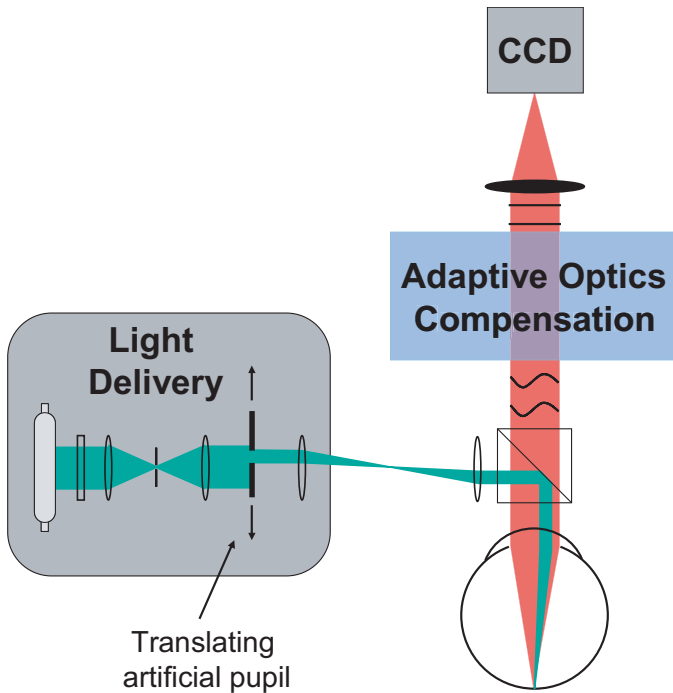 CCD
Adaptive Optics
Compensation
Light
Delivery
Translating
artificial pupil